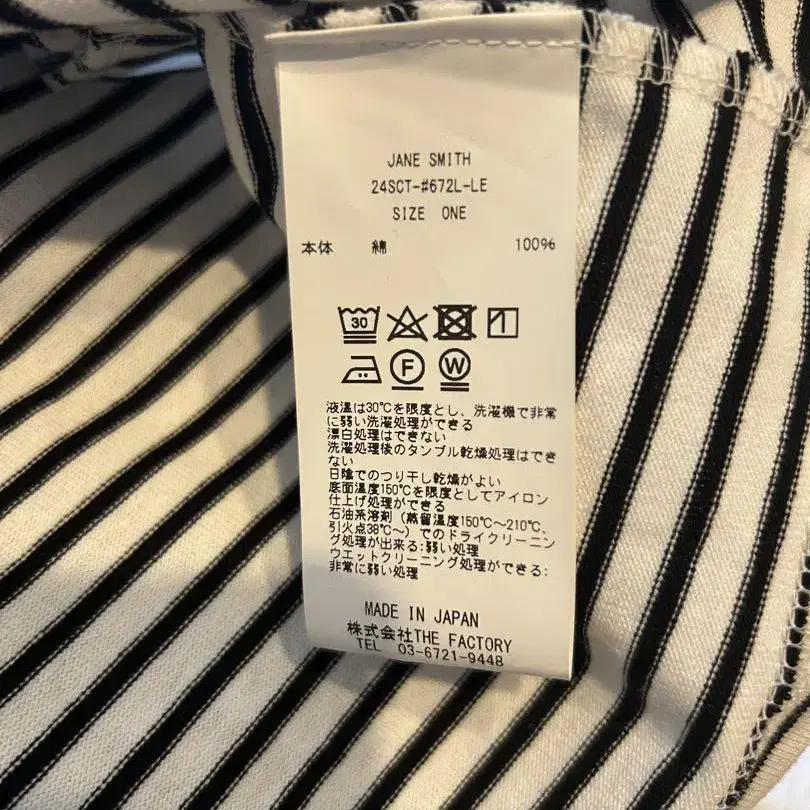 JANE SMITH
24SCT-#672L-LE
SIZE ONE
本体 綿 100%
30
F W
液温は30℃を限度とし、洗濯機で非常
に弱い洗濯処理ができる
漂白処理はできない
洗濯処理後のタンブル乾燥処理はでき
ない
日陰でのつり干し乾燥がよい
底面温度150℃を限度としてアイロン
仕上げ処理ができる
石油系溶剤(蒸留温度150℃～210℃、
引火点38℃～)でのドライクリーニン
グ処理が出来る:弱い処理
ウエットクリーニング処理ができる:
非常に弱い処理
MADE IN JAPAN
株式会社THE FACTORY
TEL 03-6721-9448